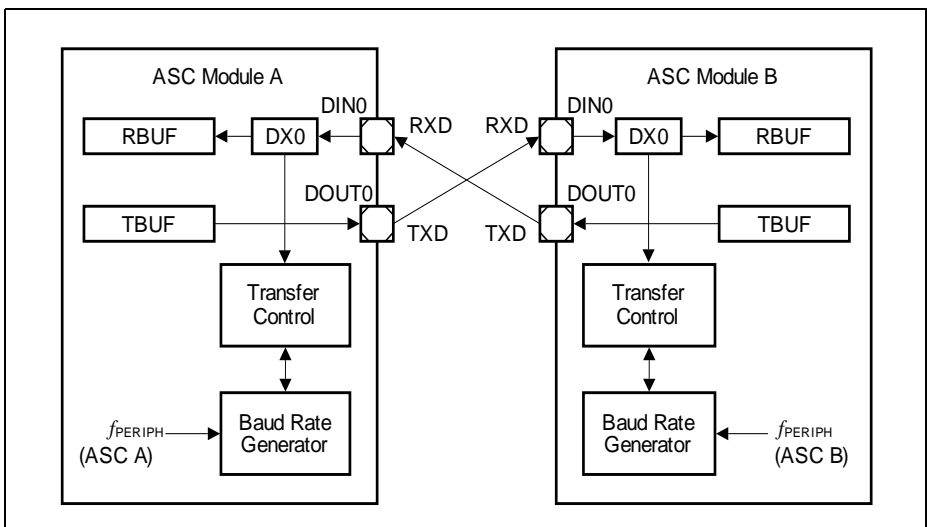 ASC Module A
DIN0
RXD
RBUF
DX0
DOUT0
TBUF
TXD
Transfer
Control
Baud Rate
Generator
fPERIPH
(ASC A)
ASC Module B
DIN0
RXD
DX0
RBUF
DOUT0
TXD
TBUF
Transfer
Control
Baud Rate
Generator
fPERIPH
(ASC B)